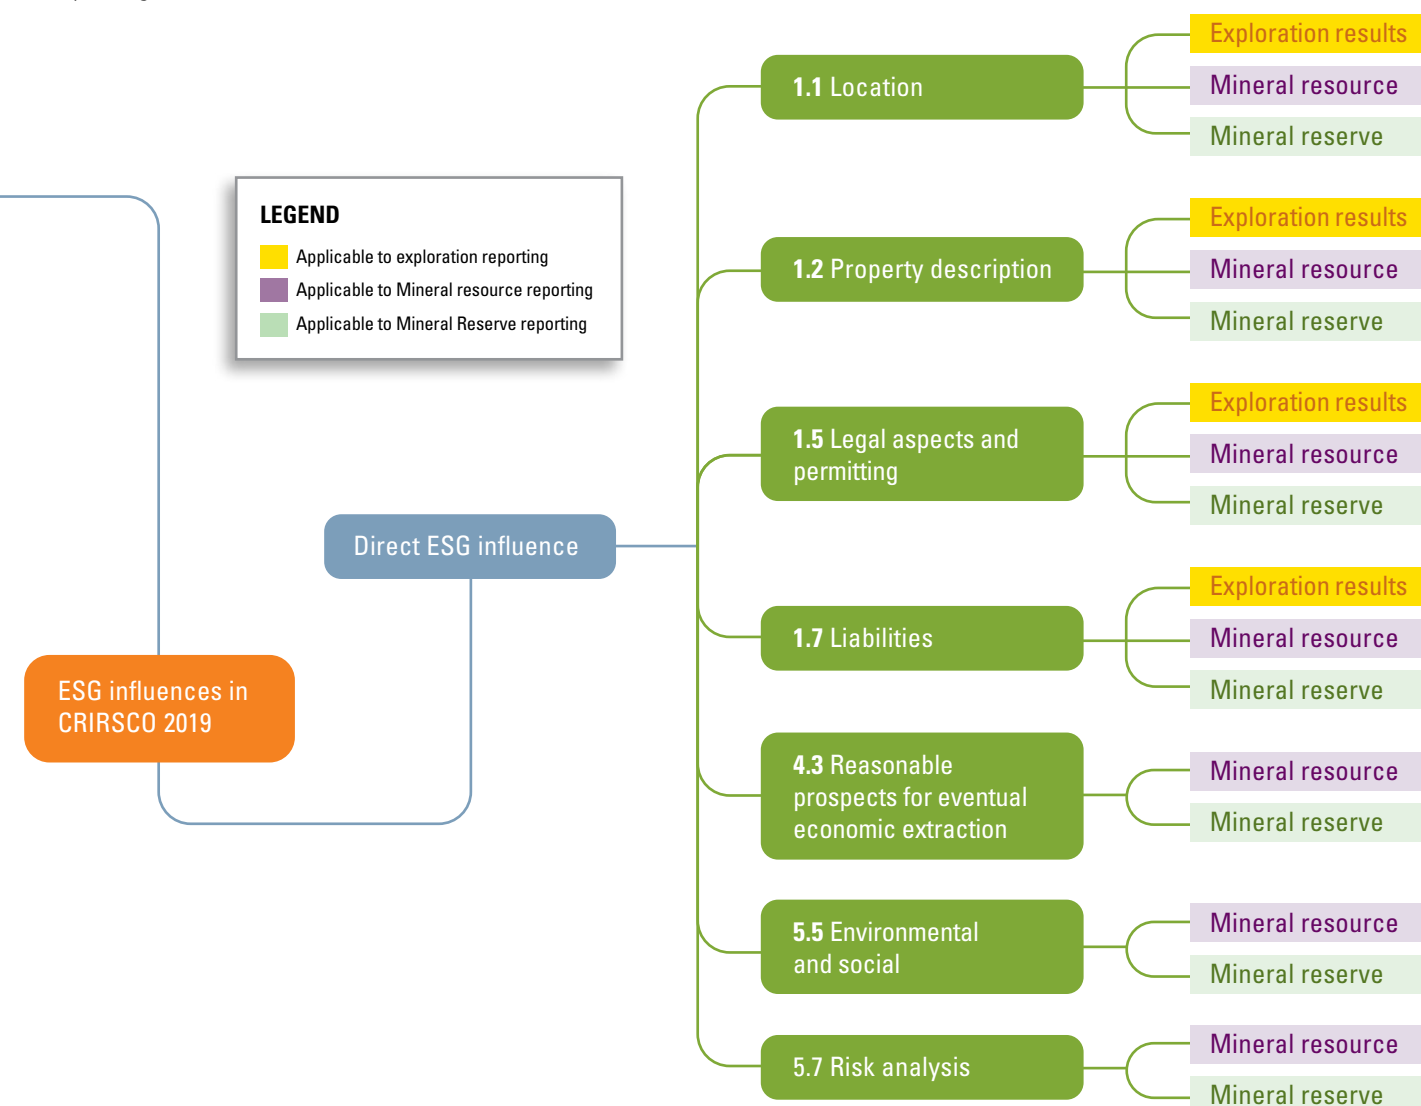 Exploration results
1.1 Location
Mineral resource
Mineral reserve
LEGEND
Applicable to exploration reporting
Applicable to Mineral resource reporting
Applicable to Mineral Reserve reporting
Exploration results
1.2 Property description
Mineral resource
Mineral reserve
Exploration results
1.5 Legal aspects and
permitting
Mineral resource
Mineral reserve
Direct ESG influence
Exploration results
1.7 Liabilities
Mineral resource
Mineral reserve
ESG influences in
CRIRSCO 2019
4.3 Reasonable
prospects for eventual
economic extraction
Mineral resource
Mineral reserve
5.5 Environmental
and social
Mineral resource
Mineral reserve
5.7 Risk analysis
Mineral resource
Mineral reserve